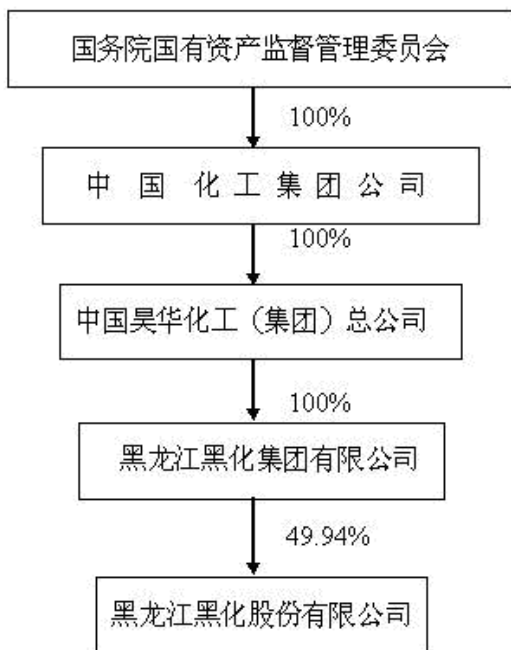 国务院国有资产监督管理委员会
100%
中国化工集团公司
100%
中国昊华化工（集团）总公司
100%
黑龙江黑化集团有限公司
49.94%
黑龙江黑化股份有限公司